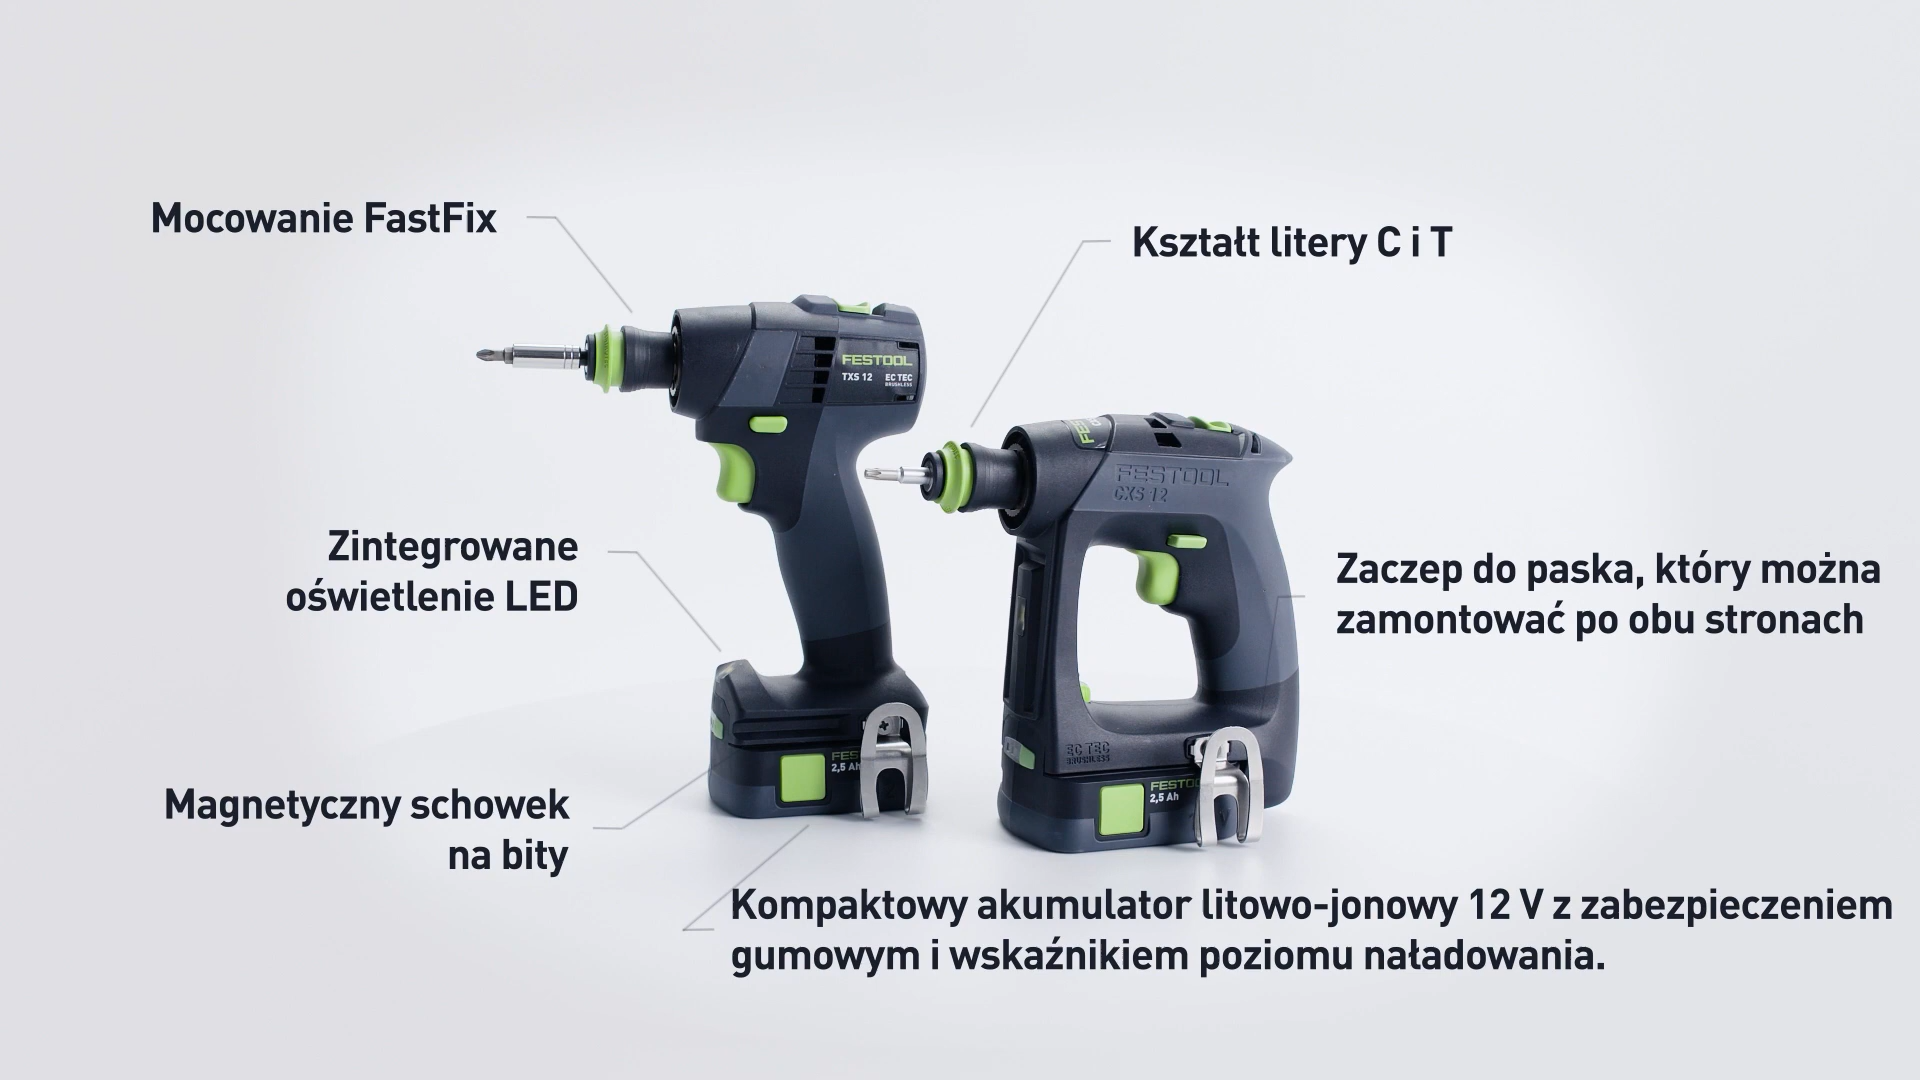 Mocowanie FastFix
Kształt litery C i T
FESTOOL
TXS 12 EC TEC
BRUSHLESS
FESTOOL
CXS 12
Zintegrowane
oświetlenie LED
Zaczep do paska, który można
zamontować po obu stronach
FES
2,5 Ah
EC TEC
BRUSHLESS
FESTO
2,5 Ah
Magnetyczny schowek
na bity
Kompaktowy akumulator litowo-jonowy 12 V z zabezpieczeniem
gumowym i wskaźnikiem poziomu naładowania.